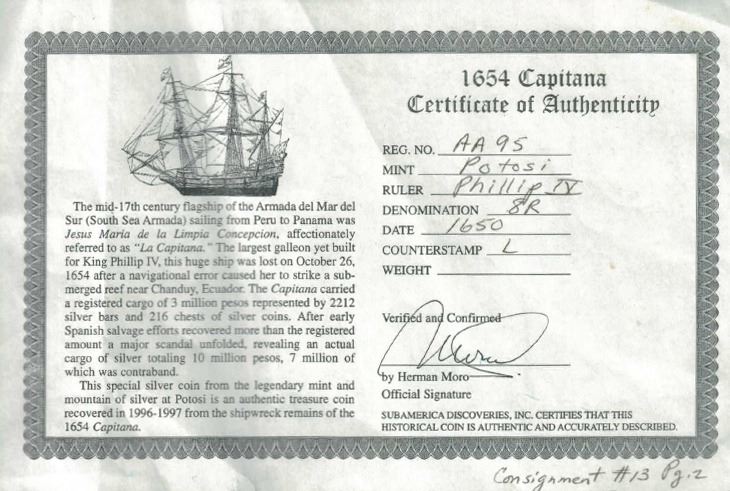 The mid-17th century flagship of the Armada del Mar del
Sur (South Sea Armada) sailing from Peru to Panama was
Jesus Maria de la Limpia Concepcion, affectionately
referred to as "La Capitana." The largest galleon yet built
for King Phillip IV, this huge ship was lost on October 26,
1654 after a navigational error caused her to strike a sub-
merged reef near Chanduy, Ecuador. The Capitana carried
a registered cargo of 3 million pesos represented by 2212
silver bars and 216 chests of silver coins. After early
Spanish salvage efforts recovered more than the registered
amount a major scandal unfolded, revealing an actual
cargo of silver totaling 10 million pesos, 7 million of
which was contraband.
This special silver coin from the legendary mint and
mountain of silver at Potosi is an authentic treasure coin
recovered in 1996-1997 from the shipwreck remains of the
1654 Capitana.
1654 Capitana
Certificate of Authenticity
REG. NO. AA 95
MINT Potosi
RULER Phillip IV
DENOMINATION 8R
DATE 1650
COUNTERSTAMP L
WEIGHT
Verified and Confirmed
by Herman Moro
Official Signature
SUBAMERICA DISCOVERIES, INC. CERTIFIES THAT THIS
HISTORICAL COIN IS AUTHENTIC AND ACCURATELY DESCRIBED.
Consignment #13 Pg.2